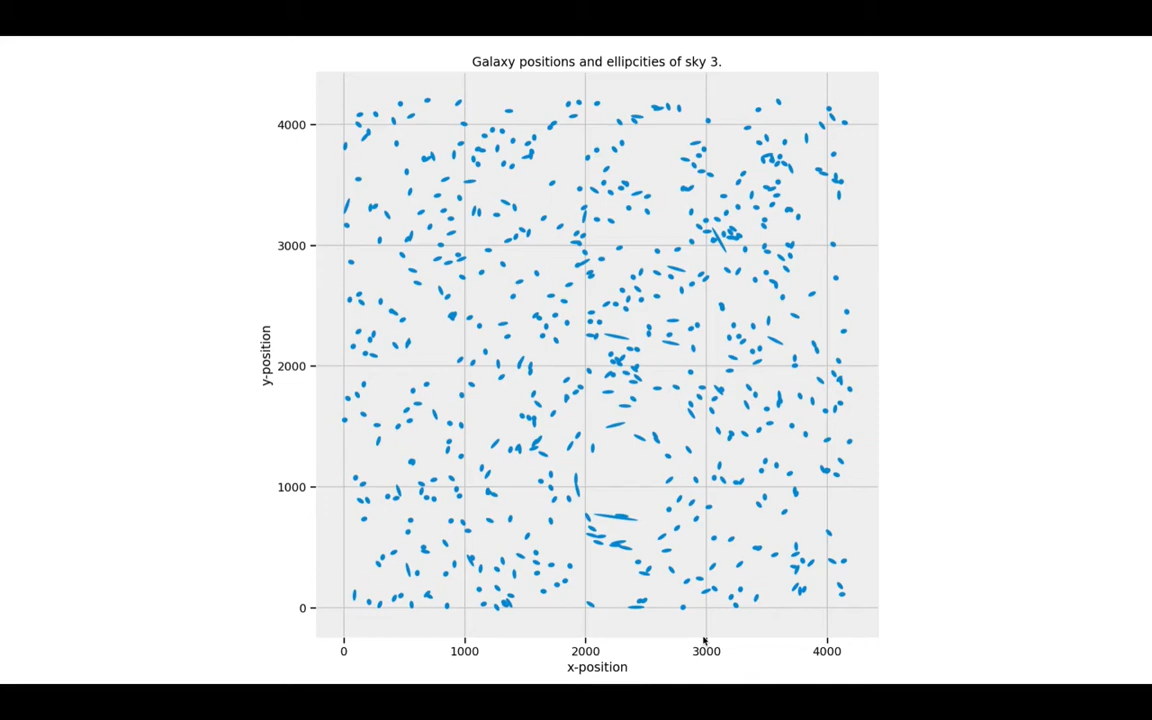 Galaxy positions and ellipcities of sky 3.
4000
3000
y-position
2000
1000
0
0 1000 2000 3000 4000
x-position